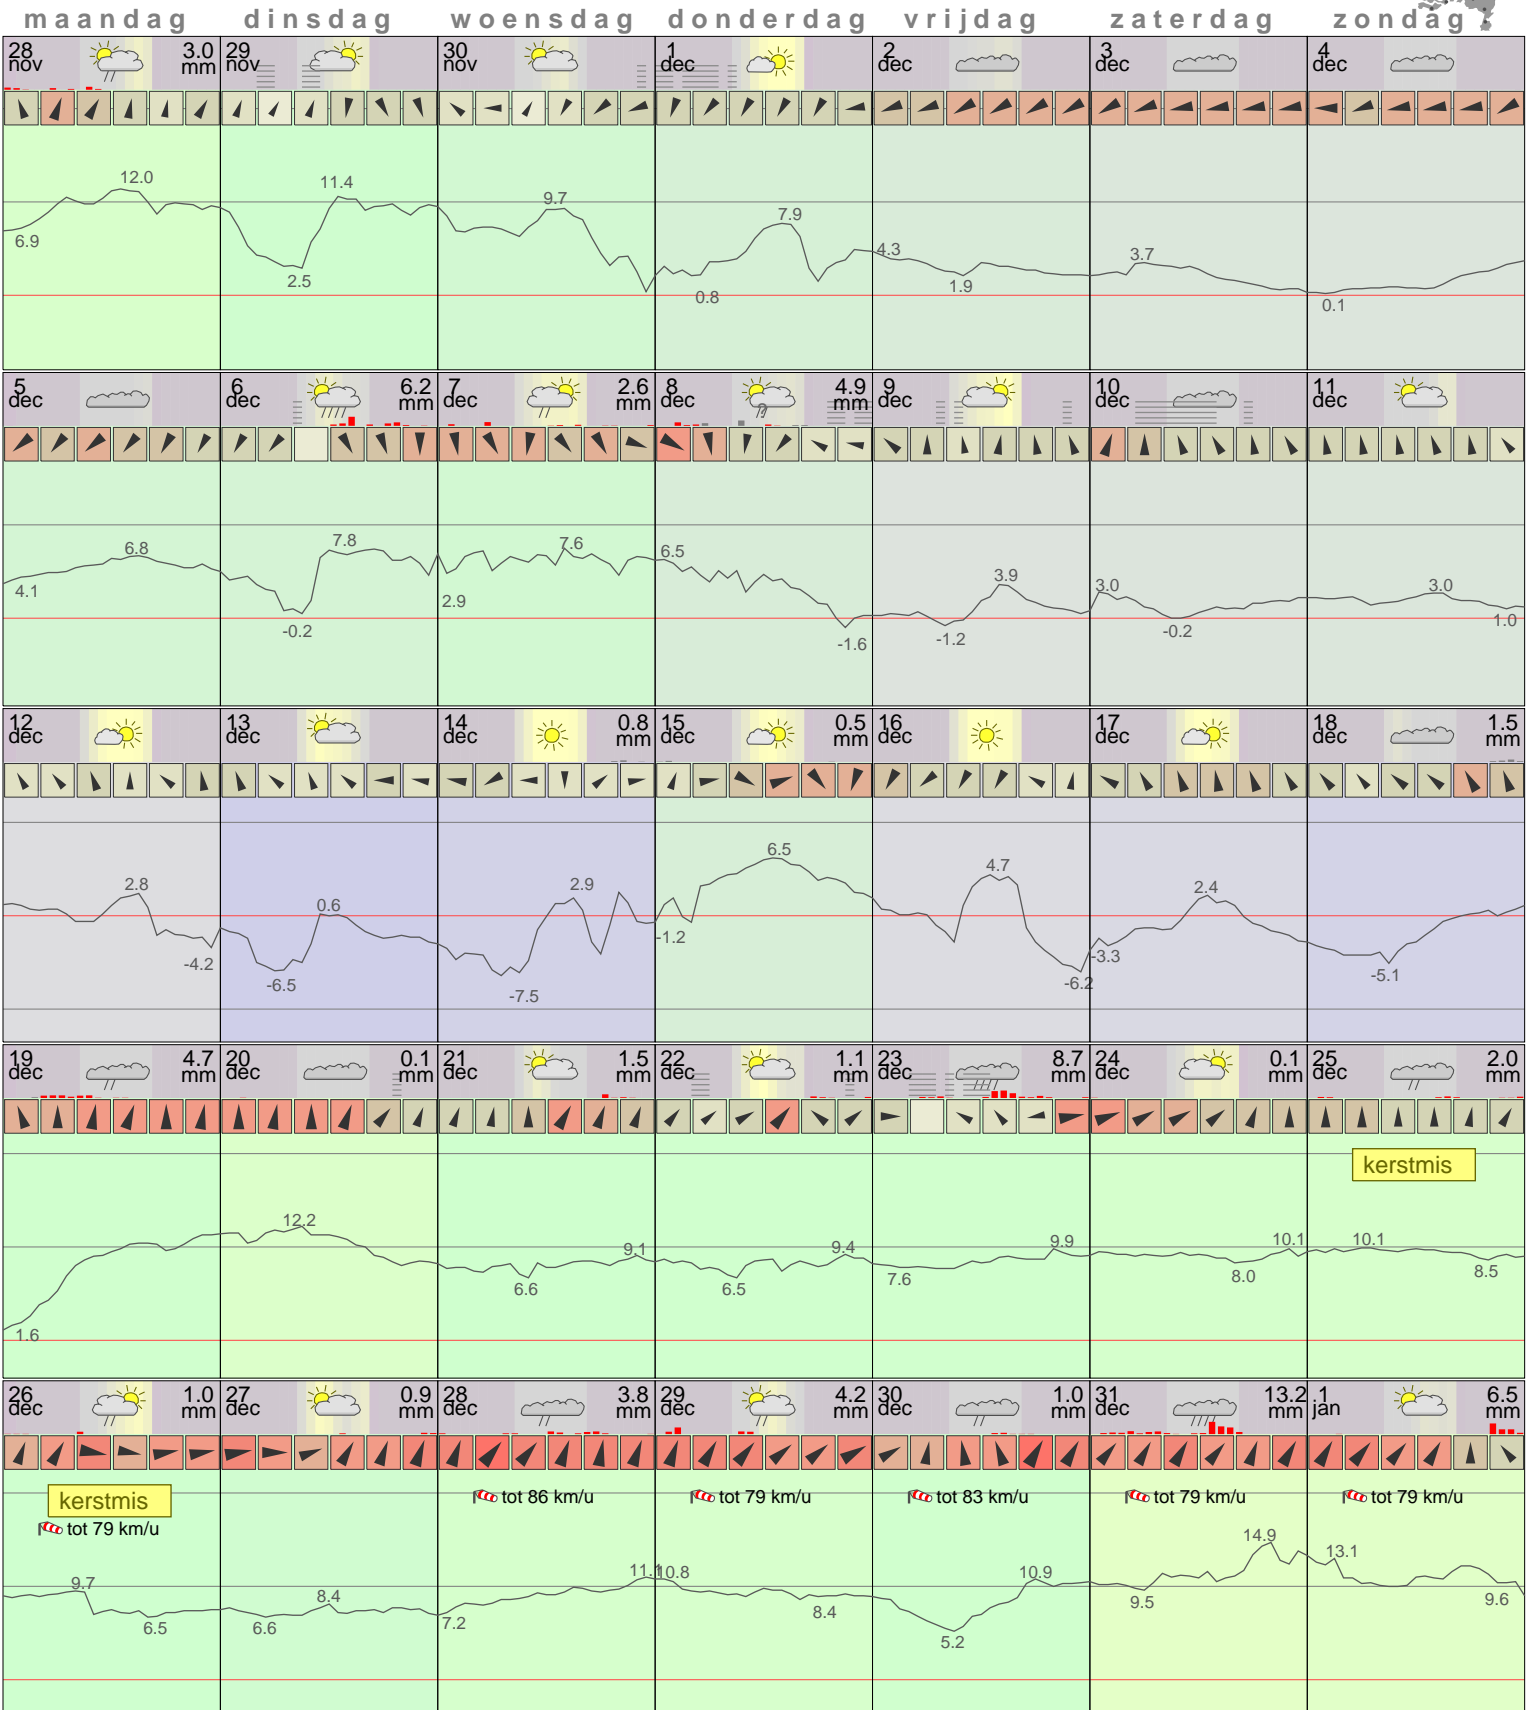 maandag dinsdag woensdag donderdag vrijdag zaterdag zondag
28 nov 3.0 mm
29 nov
30 nov
1 dec
2 dec
3 dec
4 dec
12.0
6.9
11.4
2.5
9.7
7.9
0.8
4.3
1.9
3.7
0.1
5 dec
6 dec 6.2 mm
7 dec 2.6 mm
8 dec 4.9 mm
?
9 dec
10 dec
11 dec
6.8
4.1
7.8
-0.2
7.6
2.9
6.5
-1.6
3.9
-1.2
3.0
-0.2
3.0
1.0
12 dec
13 dec
14 dec 0.8 mm
15 dec 0.5 mm
16 dec
17 dec
18 dec 1.5 mm
2.8
-4.2
0.6
-6.5
2.9
-7.5
6.5
-1.2
4.7
-6.2
2.4
-3.3
-5.1
19 dec 4.7 mm
20 dec 0.1 mm
21 dec 1.5 mm
22 dec 1.1 mm
23 dec 8.7 mm
24 dec 0.1 mm
25 dec 2.0 mm
kerstmis
1.6
12.2
9.1
6.6
9.4
6.5
9.9
7.6
10.1
8.0
10.1
8.5
26 dec 1.0 mm
27 dec 0.9 mm
28 dec 3.8 mm
29 dec 4.2 mm
30 dec 1.0 mm
31 dec 13.2 mm
1 jan 6.5 mm
kerstmis
tot 79 km/u
tot 86 km/u
tot 79 km/u
tot 83 km/u
tot 79 km/u
tot 79 km/u
9.7
6.5
8.4
6.6
11.1
7.2
10.8
8.4
10.9
5.2
14.9
9.5
13.1
9.6